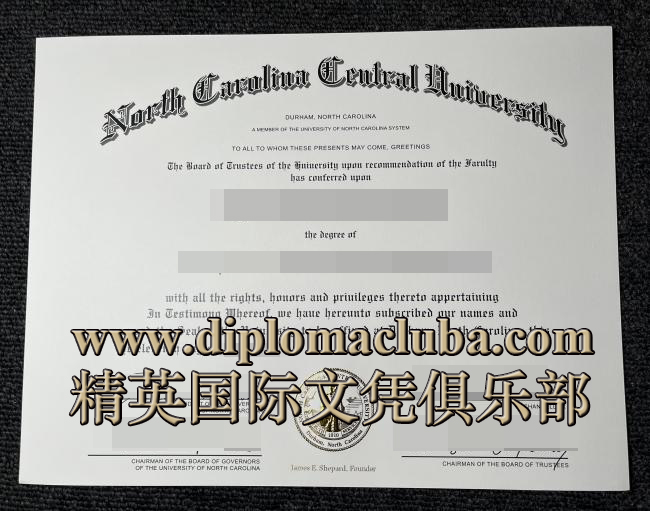 North Carolina Central University
DURHAM, NORTH CAROLINA
A MEMBER OF THE UNIVERSITY OF NORTH CAROLINA SYSTEM
TO ALL TO WHOM THESE PRESENTS MAY COME, GREETINGS
The Board of Trustees of the University upon recommendation of the Faculty
has conferred upon
the degree of
with all the rights, honors and privileges thereto appertaining
In Testimony Whereof, we have hereunto subscribed our names and
www.diplomacluba.com
精英国际文凭俱乐部
1910
Durham, North Carolina
James E. Shepard, Founder
CHAIRMAN OF THE BOARD OF GOVERNORS
OF THE UNIVERSITY OF NORTH CAROLINA
CHAIRMAN OF THE BOARD OF TRUSTEES